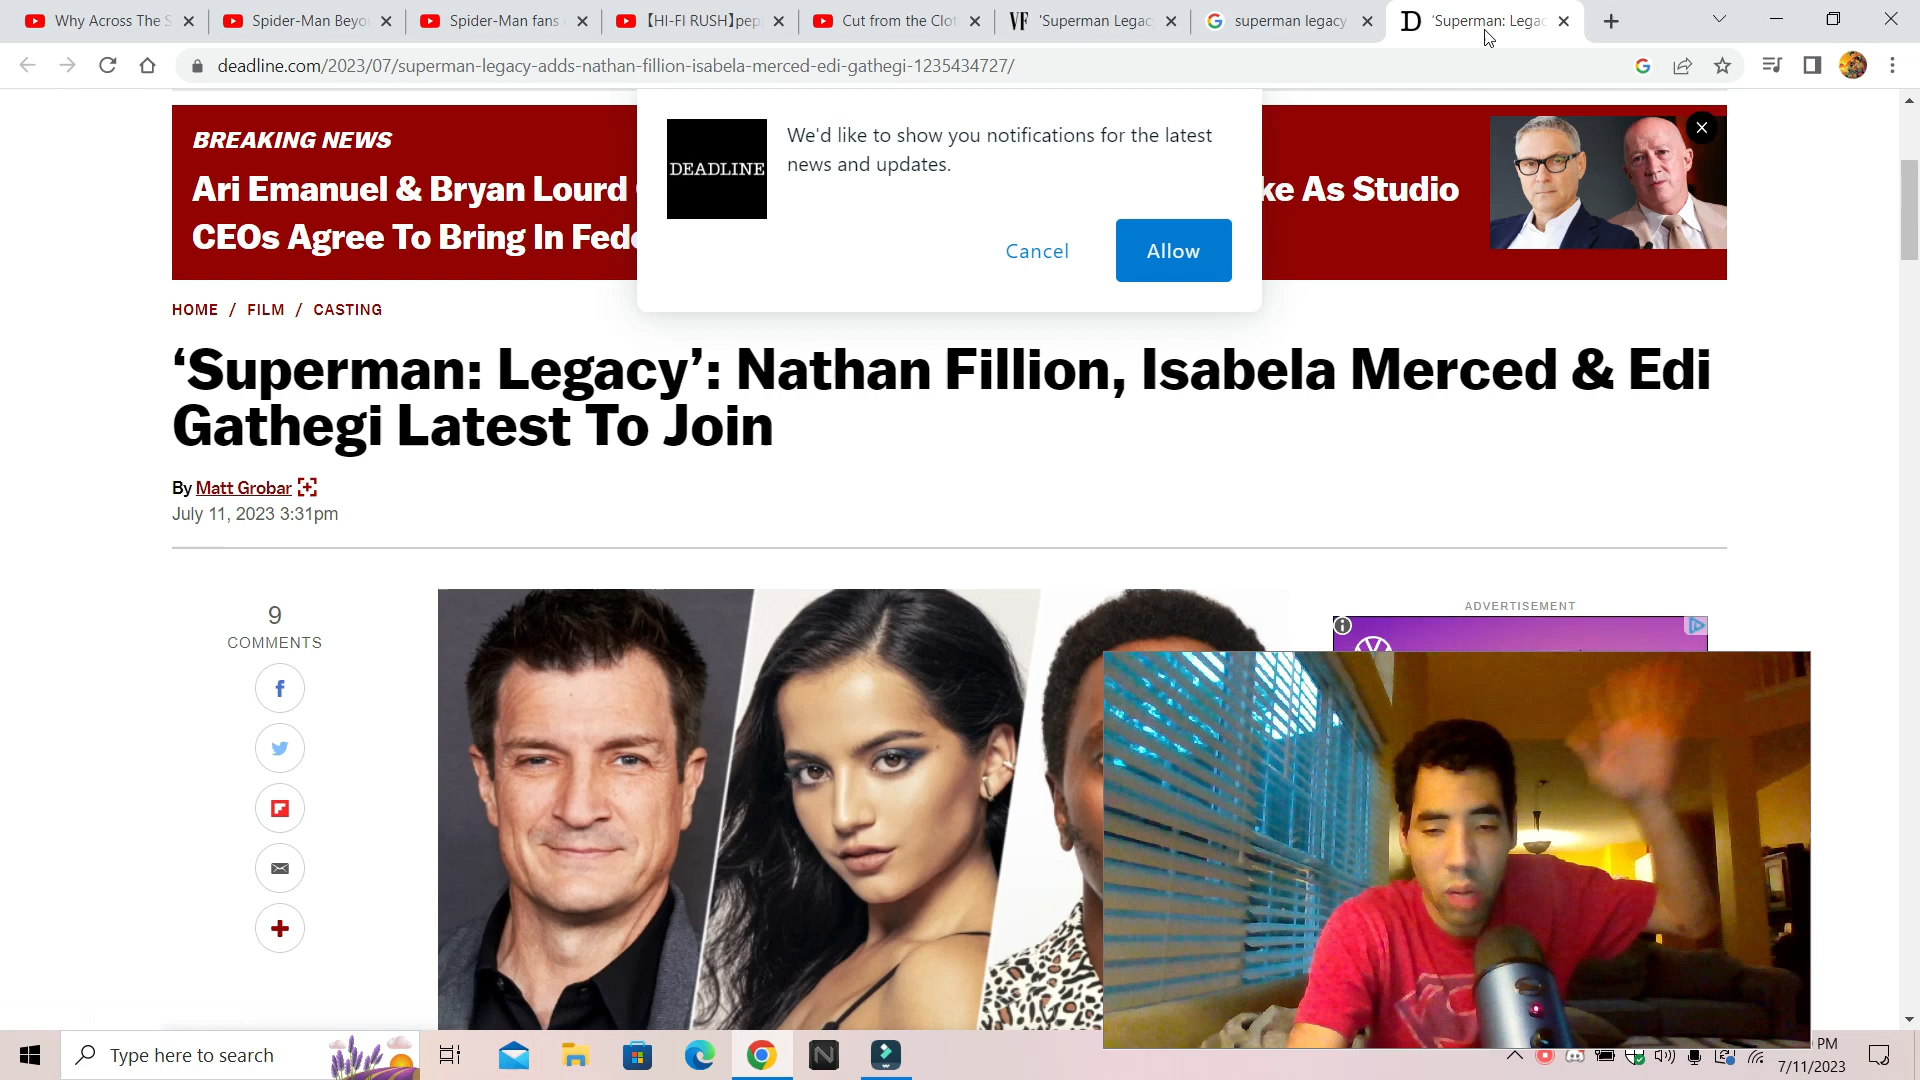 Why Across The S
Spider-Man Beyo
Spider-Man fans
【HI-FI RUSH】pep
Cut from the Clot
VF
'Superman Legac
superman legacy
D
'Superman: Legac
deadline.com/2023/07/superman-legacy-adds-nathan-fillion-isabela-merced-edi-gathegi-1235434727/
BREAKING NEWS
Ari Emanuel & Bryan Lourd
ke As Studio
CEOs Agree To Bring In Fede
DEADLINE
We'd like to show you notifications for the latest
news and updates.
Cancel
Allow
HOME / FILM / CASTING
‘Superman: Legacy’: Nathan Fillion, Isabela Merced & Edi
Gathegi Latest To Join
By Matt Grobar
July 11, 2023 3:31pm
9
COMMENTS
ADVERTISEMENT
Type here to search
PM
7/11/2023